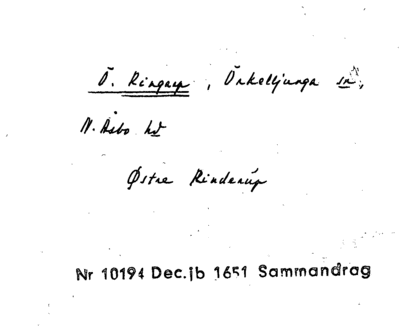 Ö. Ringarp, Örkelljunga sn,
N. Åsbo hd
Østre Rinderup
Nr 10194 Dec.jb 1651 Sammandrag